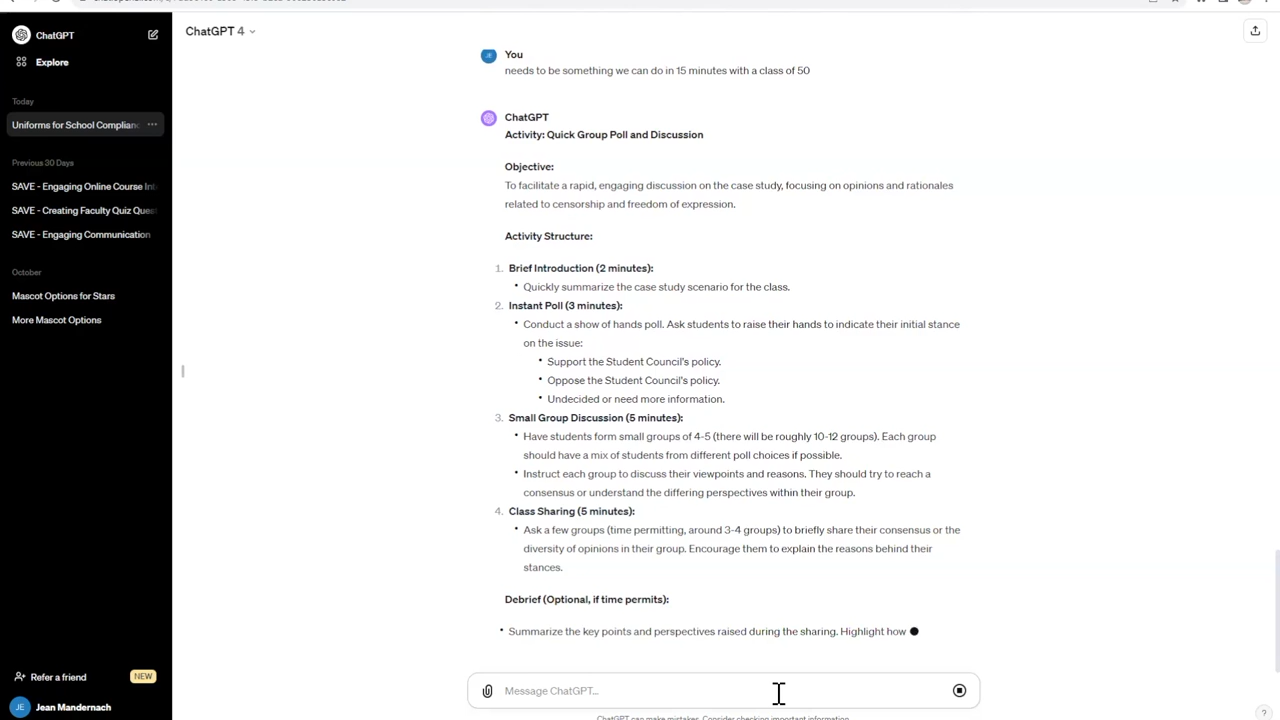 ChatGPT
ChatGPT 4
Explore
Today
Uniforms for School Complianc
Previous 30 Days
SAVE - Engaging Online Course Int
SAVE - Creating Faculty Quiz Quest
SAVE - Engaging Communication
October
Mascot Options for Stars
More Mascot Options
Refer a friend
NEW
JE
Jean Mandernach
JE
You
needs to be something we can do in 15 minutes with a class of 50
ChatGPT
Activity: Quick Group Poll and Discussion
Objective:
To facilitate a rapid, engaging discussion on the case study, focusing on opinions and rationales
related to censorship and freedom of expression.
Activity Structure:
1. Brief Introduction (2 minutes):
• Quickly summarize the case study scenario for the class.
2. Instant Poll (3 minutes):
• Conduct a show of hands poll. Ask students to raise their hands to indicate their initial stance
on the issue:
• Support the Student Council's policy.
• Oppose the Student Council's policy.
• Undecided or need more information.
3. Small Group Discussion (5 minutes):
• Have students form small groups of 4-5 (there will be roughly 10-12 groups). Each group
should have a mix of students from different poll choices if possible.
• Instruct each group to discuss their viewpoints and reasons. They should try to reach a
consensus or understand the differing perspectives within their group.
4. Class Sharing (5 minutes):
• Ask a few groups (time permitting, around 3-4 groups) to briefly share their consensus or the
diversity of opinions in their group. Encourage them to explain the reasons behind their
stances.
Debrief (Optional, if time permits):
• Summarize the key points and perspectives raised during the sharing. Highlight how
Message ChatGPT...
ChatGPT can make mistakes. Consider checking important information.
?